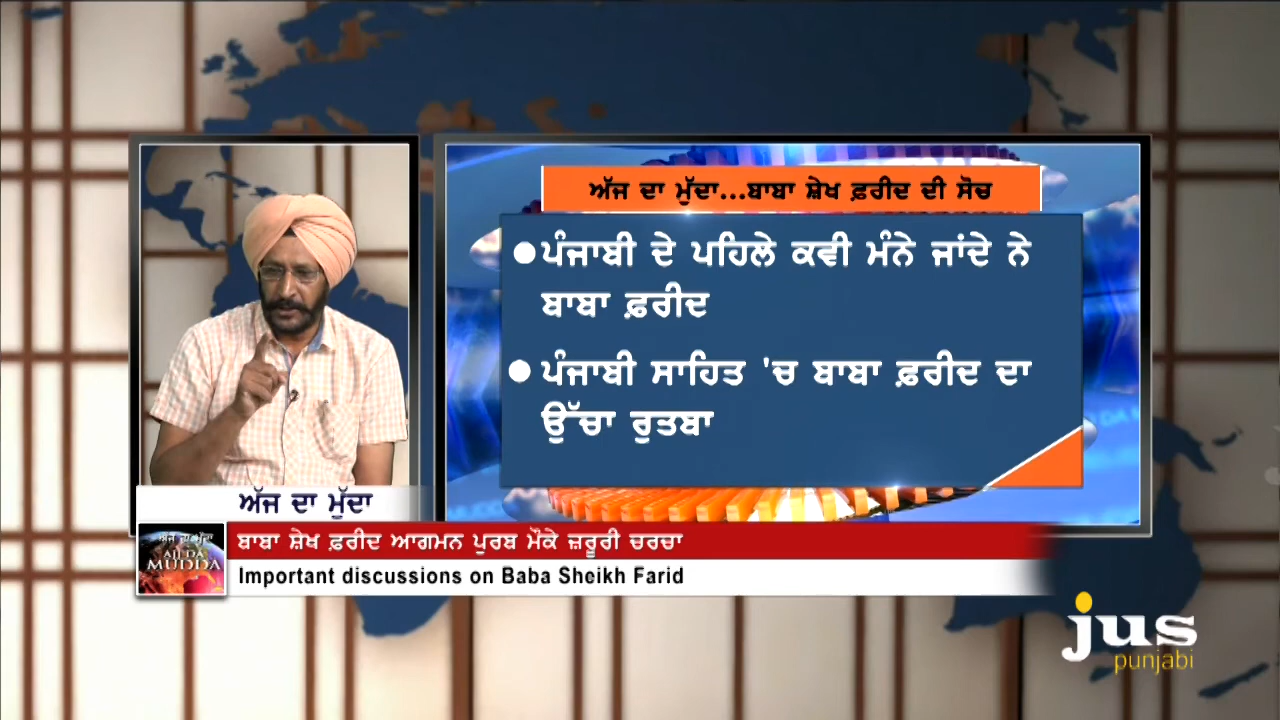 ਅੱਜ ਦਾ ਮੁੱਦਾ...ਬਾਬਾ ਸ਼ੇਖ ਫ਼ਰੀਦ ਦੀ ਸੋਚ
●ਪੰਜਾਬੀ ਦੇ ਪਹਿਲੇ ਕਵੀ ਮੰਨੇ ਜਾਂਦੇ ਨੇ
ਬਾਬਾ ਫ਼ਰੀਦ
●ਪੰਜਾਬੀ ਸਾਹਿਤ 'ਚ ਬਾਬਾ ਫ਼ਰੀਦ ਦਾ
ਉੱਚਾ ਰੁਤਬਾ
ਅੱਜ ਦਾ ਮੁੱਦਾ
ਅੱਜ ਦਾ ਮੁੱਦਾ
AJJ DA
MUDDA
ਬਾਬਾ ਸ਼ੇਖ ਫ਼ਰੀਦ ਆਗਮਨ ਪੁਰਬ ਮੌਕੇ ਜ਼ਰੂਰੀ ਚਰਚਾ
Important discussions on Baba Sheikh Farid
jus
punjabi